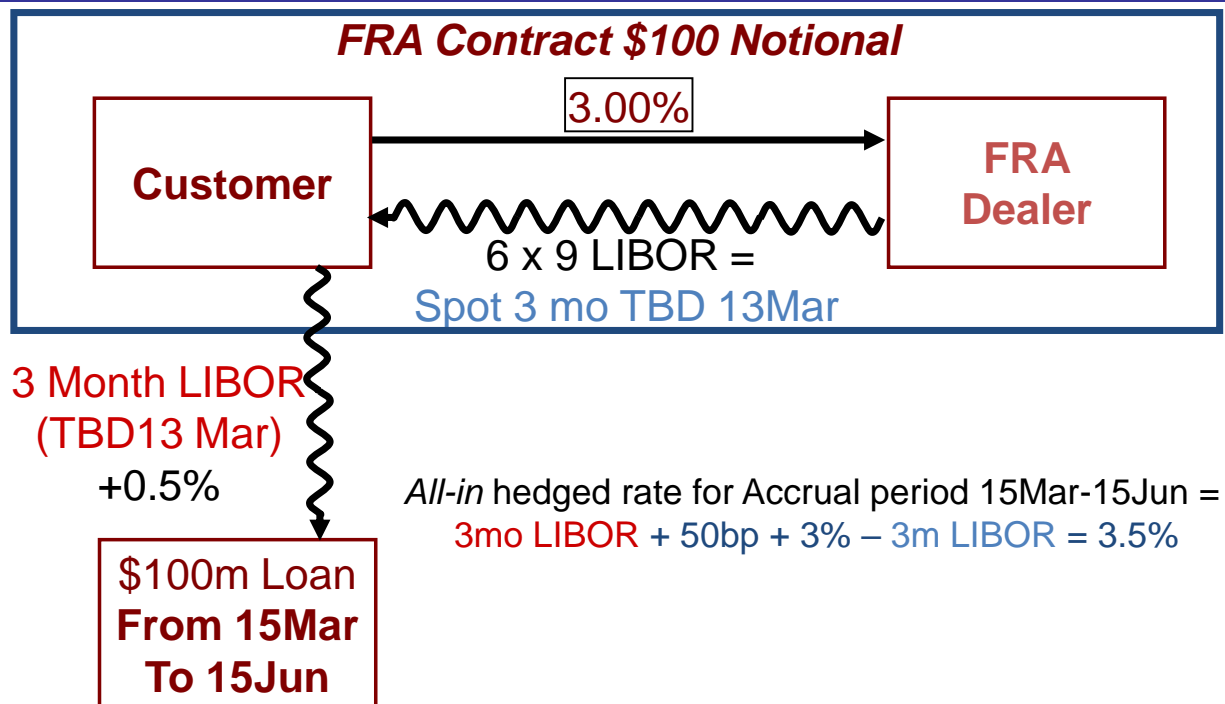 FRA Contract $100 Notional
3.00%
Customer
FRA
Dealer
6 x 9 LIBOR =
Spot 3 mo TBD 13Mar
3 Month LIBOR
(TBD13 Mar)
+0.5%
All-in hedged rate for Accrual period 15Mar-15Jun =
3mo LIBOR + 50bp + 3% – 3m LIBOR = 3.5%
$100m Loan
From 15Mar
To 15Jun